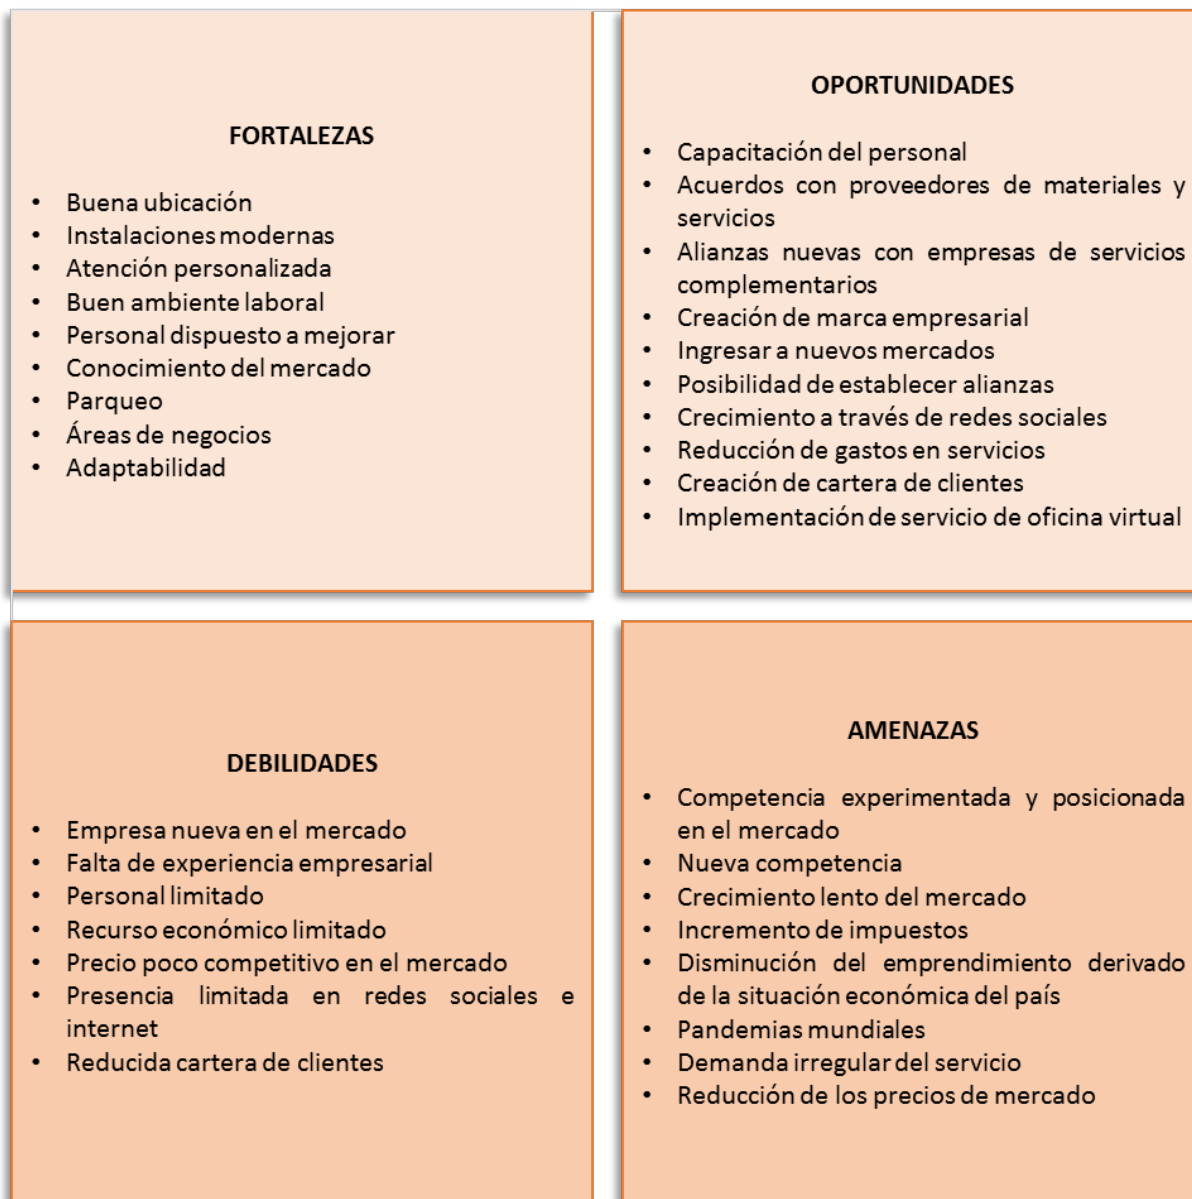 FORTALEZAS
• Buena ubicación
• Instalaciones modernas
• Atención personalizada
• Buen ambiente laboral
• Personal dispuesto a mejorar
• Conocimiento del mercado
• Parqueo
• Áreas de negocios
• Adaptabilidad
OPORTUNIDADES
• Capacitación del personal
• Acuerdos con proveedores de materiales y
servicios
• Alianzas nuevas con empresas de servicios
complementarios
• Creación de marca empresarial
• Ingresar a nuevos mercados
• Posibilidad de establecer alianzas
• Crecimiento a través de redes sociales
• Reducción de gastos en servicios
• Creación de cartera de clientes
• Implementación de servicio de oficina virtual
DEBILIDADES
• Empresa nueva en el mercado
• Falta de experiencia empresarial
• Personal limitado
• Recurso económico limitado
• Precio poco competitivo en el mercado
• Presencia limitada en redes sociales e
internet
• Reducida cartera de clientes
AMENAZAS
• Competencia experimentada y posicionada
en el mercado
• Nueva competencia
• Crecimiento lento del mercado
• Incremento de impuestos
• Disminución del emprendimiento derivado
de la situación económica del país
• Pandemias mundiales
• Demanda irregular del servicio
• Reducción de los precios de mercado